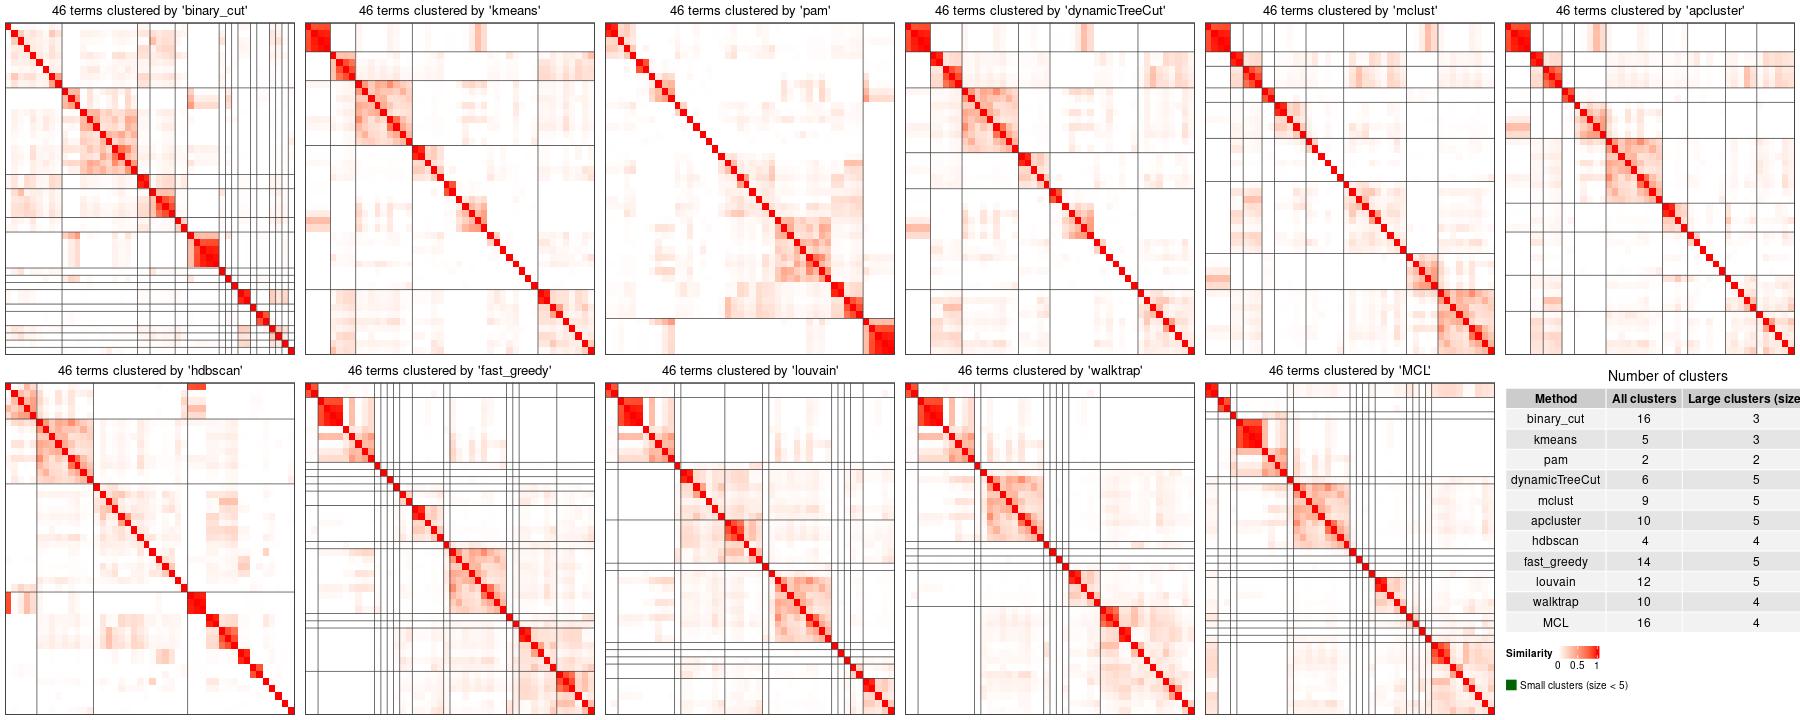 46 terms clustered by 'binary_cut'
46 terms clustered by 'kmeans'
46 terms clustered by 'pam'
46 terms clustered by 'dynamicTreeCut'
46 terms clustered by 'mclust'
46 terms clustered by 'apcluster'
46 terms clustered by 'hdbscan'
46 terms clustered by 'fast_greedy'
46 terms clustered by 'louvain'
46 terms clustered by 'walktrap'
46 terms clustered by 'MCL'
Number of clusters
Method All clusters Large clusters (size
binary_cut 16 3
kmeans 5 3
pam 2 2
dynamicTreeCut 6 5
mclust 9 5
apcluster 10 5
hdbscan 4 4
fast_greedy 14 5
louvain 12 5
walktrap 10 4
MCL 16 4
Similarity
0 0.5 1
Small clusters (size < 5)